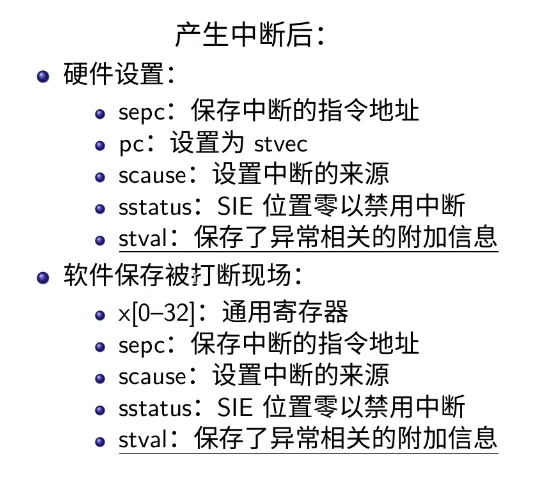 产生中断后：
硬件设置：
sepc：保存中断的指令地址
pc：设置为 stvec
scause：设置中断的来源
sstatus：SIE 位置零以禁用中断
stval：保存了异常相关的附加信息
软件保存被打断现场：
x[0–32]：通用寄存器
sepc：保存中断的指令地址
scause：设置中断的来源
sstatus：SIE 位置零以禁用中断
stval：保存了异常相关的附加信息